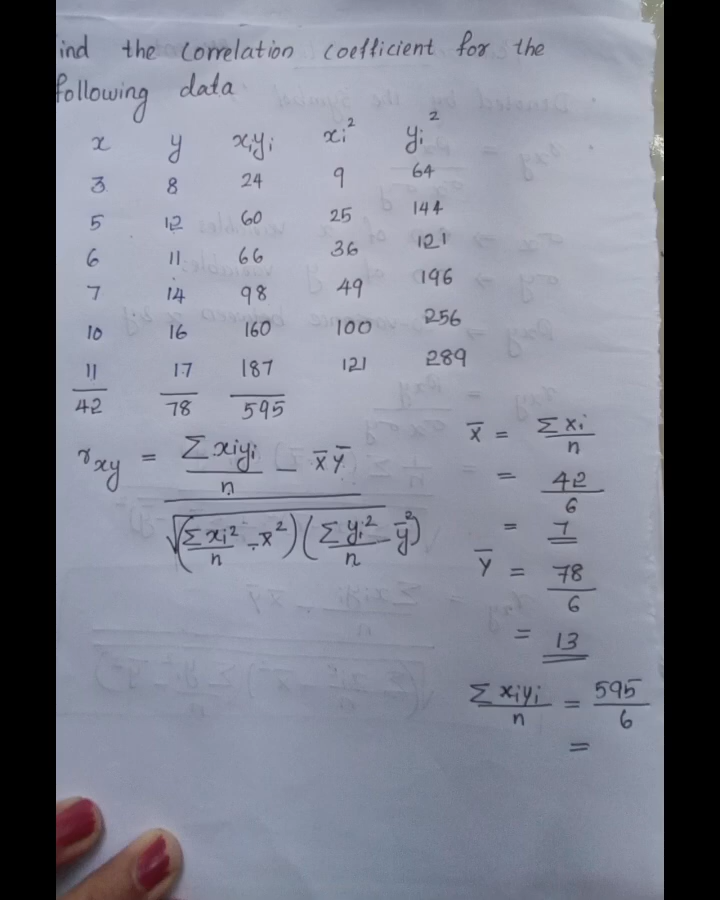 ind the Correlation coefficient for the
following data
x y xᵢyᵢ xᵢ² yᵢ²
3 8 24 9 64
5 12 60 25 144
6 11 66 36 121
7 14 98 49 196
10 16 160 100 256
11 17 187 121 289
42 78 595
r_xy = (Σxᵢyᵢ/n - x̄ȳ) / √((Σxᵢ²/n - x̄²)(Σyᵢ²/n - ȳ²))
x̄ = Σxᵢ/n
= 42/6
= 7
ȳ = 78/6
= 13
Σxᵢyᵢ/n = 595/6
=